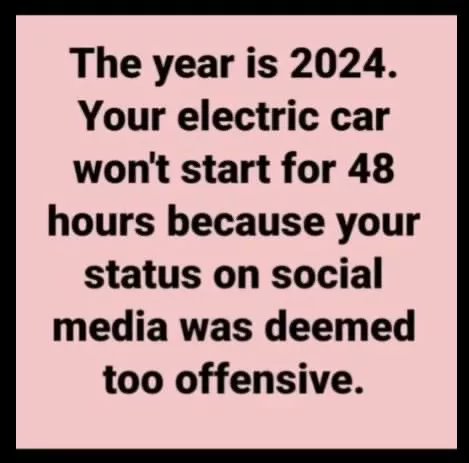 The year is 2024.
Your electric car
won't start for 48
hours because your
status on social
media was deemed
too offensive.